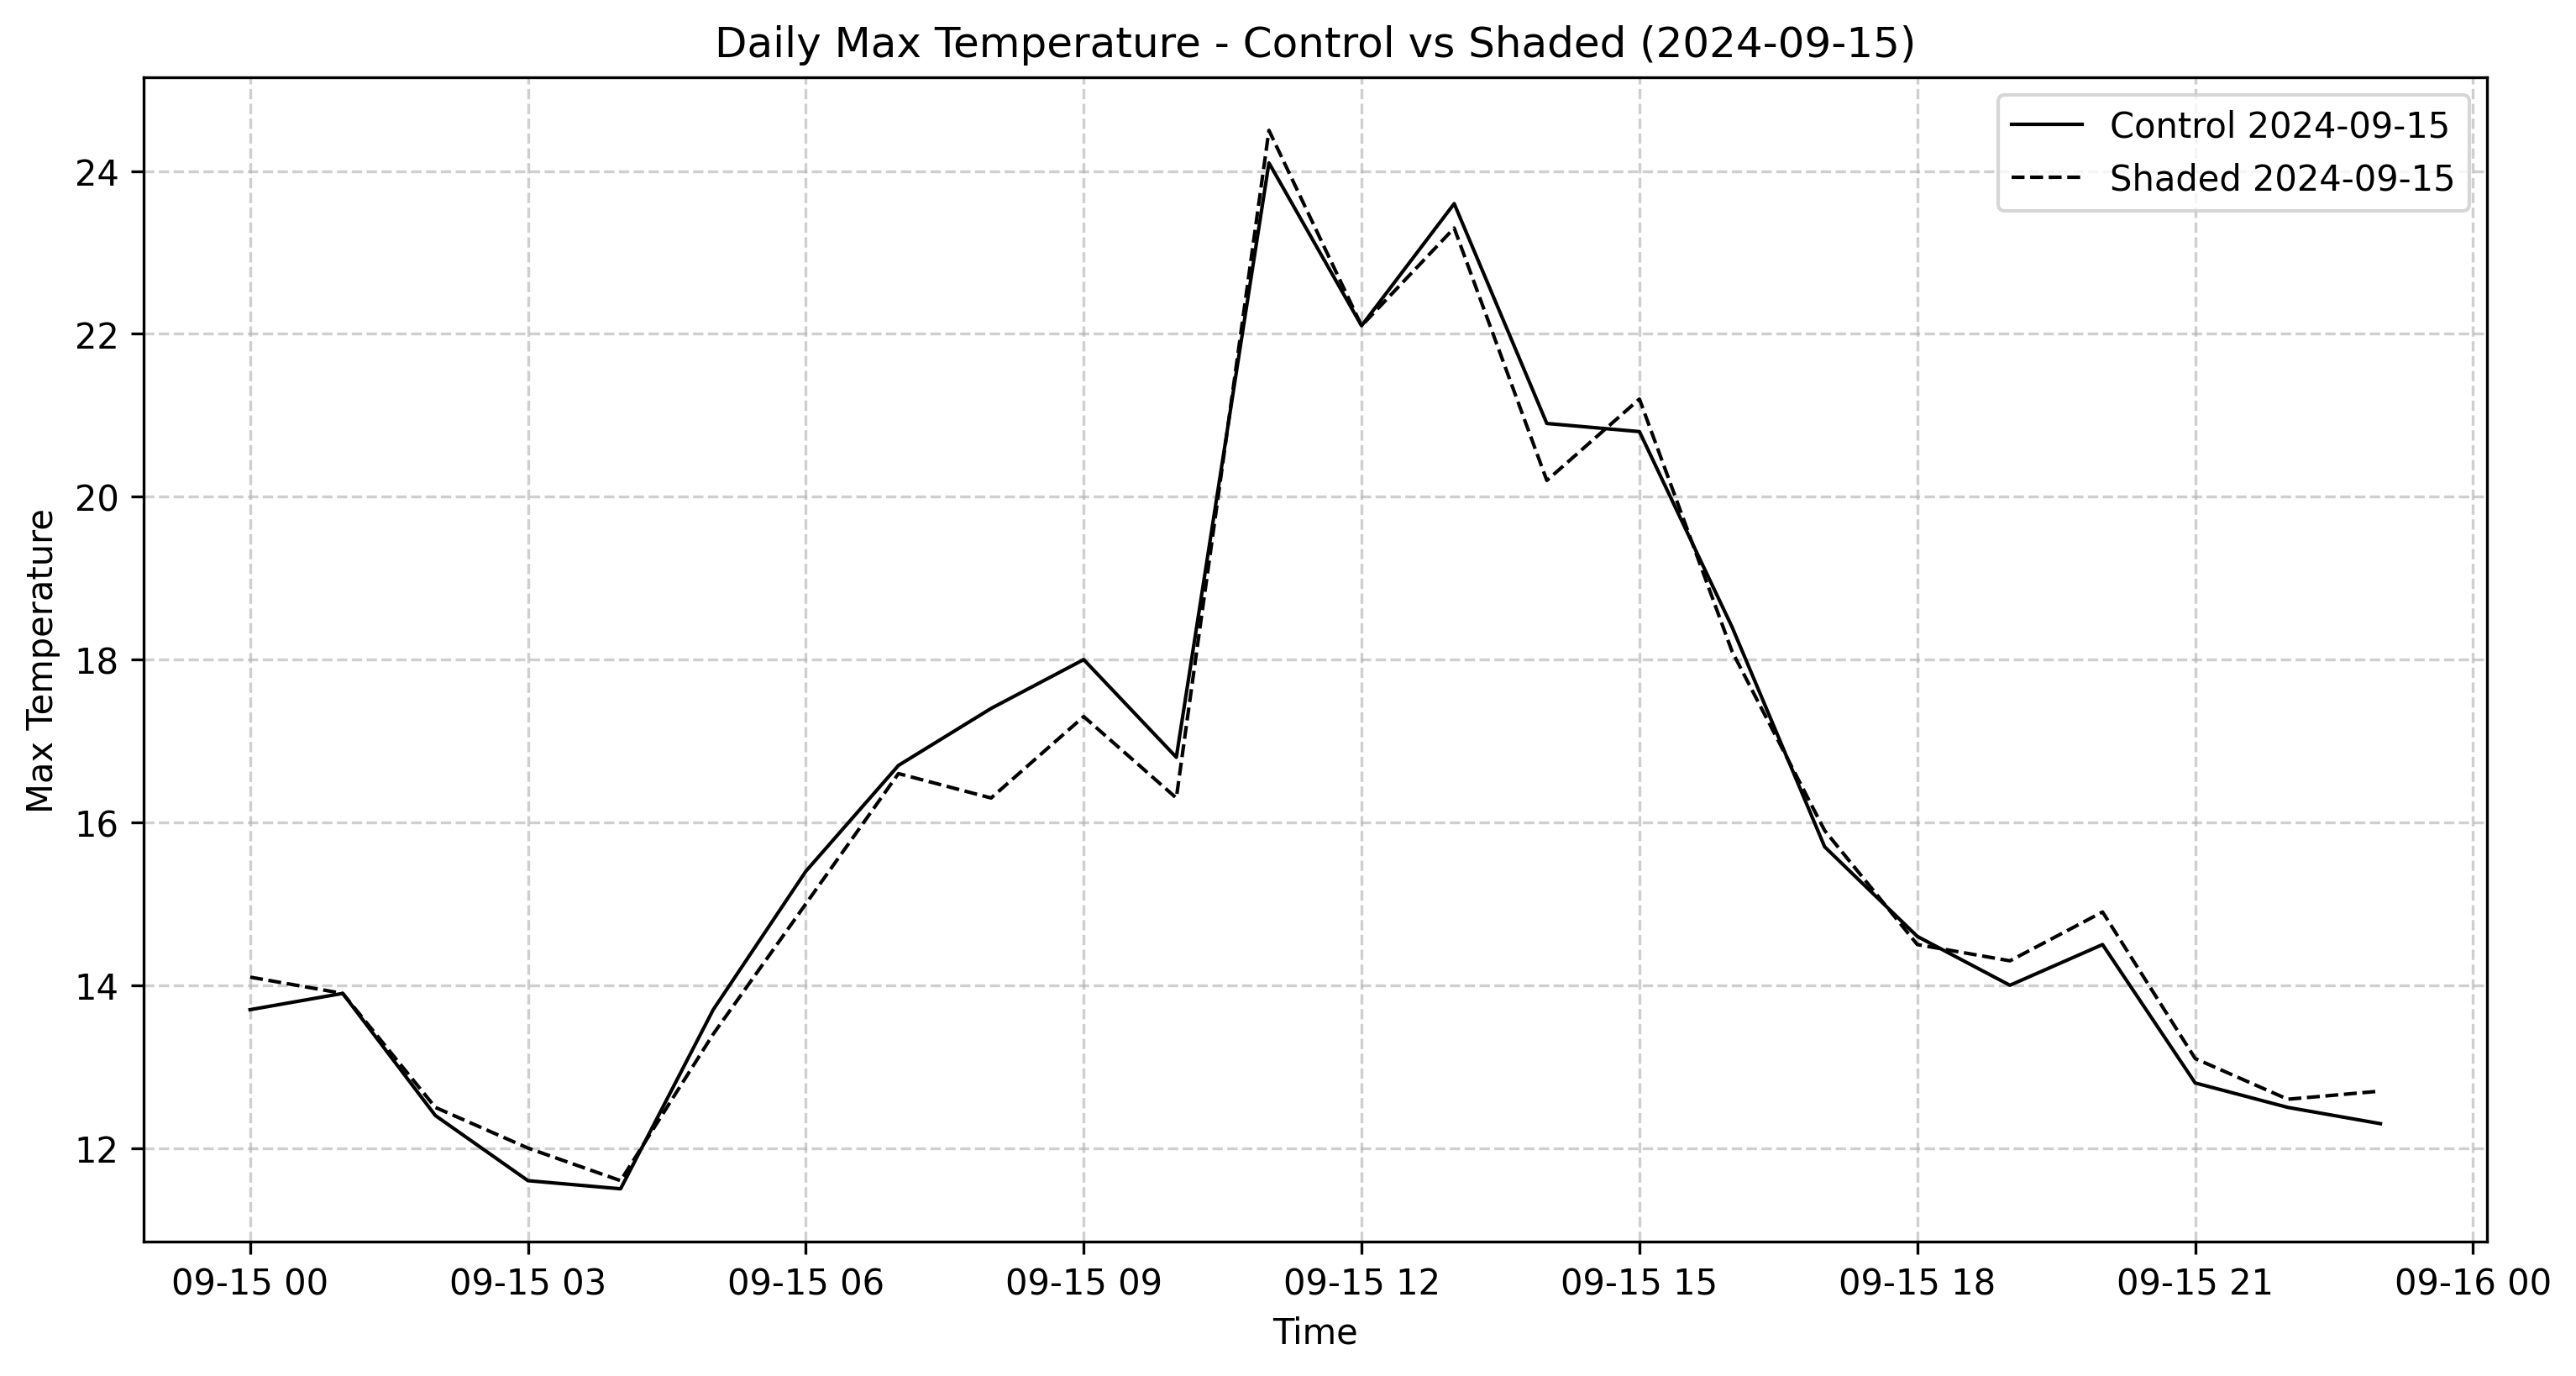 Daily Max Temperature - Control vs Shaded (2024-09-15)
Control 2024-09-15
Shaded 2024-09-15
Max Temperature
24
22
20
18
16
14
12
09-15 00 09-15 03 09-15 06 09-15 09 09-15 12 09-15 15 09-15 18 09-15 21 09-16 00
Time